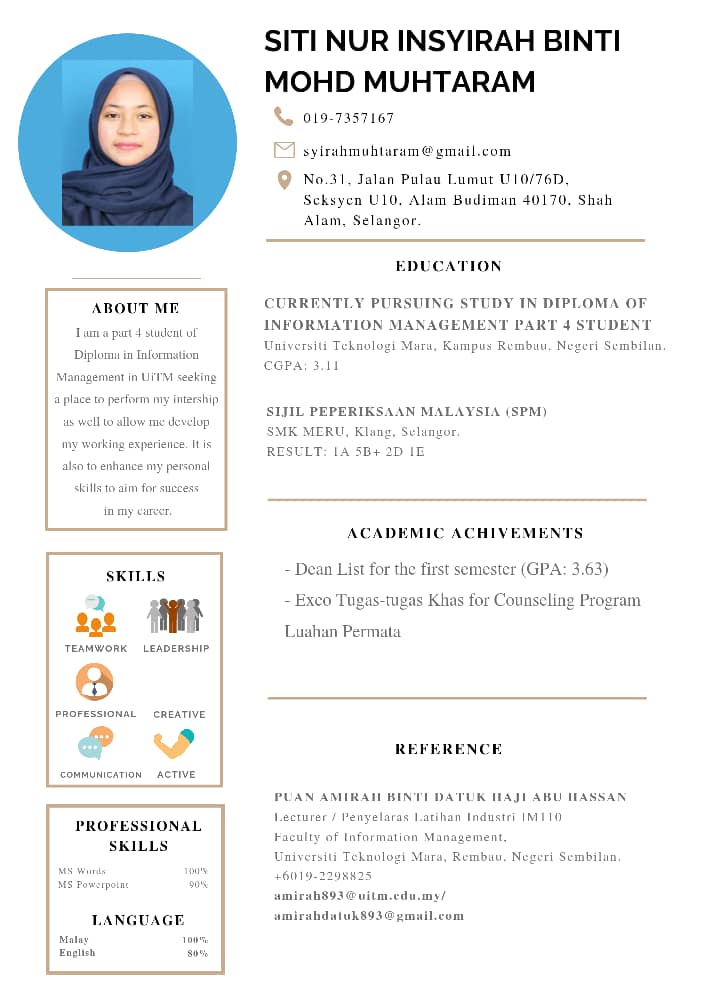 SITI NUR INSYIRAH BINTI
MOHD MUHTARAM
019-7357167
syirahmuhtaram@gmail.com
No.31, Jalan Pulau Lumut U10/76D,
Seksyen U10, Alam Budiman 40170, Shah
Alam, Selangor.
ABOUT ME
I am a part 4 student of
Diploma in Information
Management in UiTM seeking
a place to perform my intership
as well to allow me develop
my working experience. It is
also to enhance my personal
skills to aim for success
in my career.
SKILLS
TEAMWORK LEADERSHIP
PROFESSIONAL CREATIVE
COMMUNICATION ACTIVE
PROFESSIONAL
SKILLS
MS Words 100%
MS Powerpoint 90%
LANGUAGE
Malay 100%
English 80%
EDUCATION
CURRENTLY PURSUING STUDY IN DIPLOMA OF
INFORMATION MANAGEMENT PART 4 STUDENT
Universiti Teknologi Mara, Kampus Rembau, Negeri Sembilan.
CGPA: 3.11
SIJIL PEPERIKSAAN MALAYSIA (SPM)
SMK MERU, Klang, Selangor.
RESULT: 1A 5B+ 2D 1E
ACADEMIC ACHIVEMENTS
- Dean List for the first semester (GPA: 3.63)
- Exco Tugas-tugas Khas for Counseling Program
Luahan Permata
REFERENCE
PUAN AMIRAH BINTI DATUK HAJI ABU HASSAN
Lecturer / Penyelaras Latihan Industri IM110
Faculty of Information Management,
Universiti Teknologi Mara, Rembau, Negeri Sembilan.
+6019-2298825
amirah893@uitm.edu.my/
amirahdatuk893@gmail.com